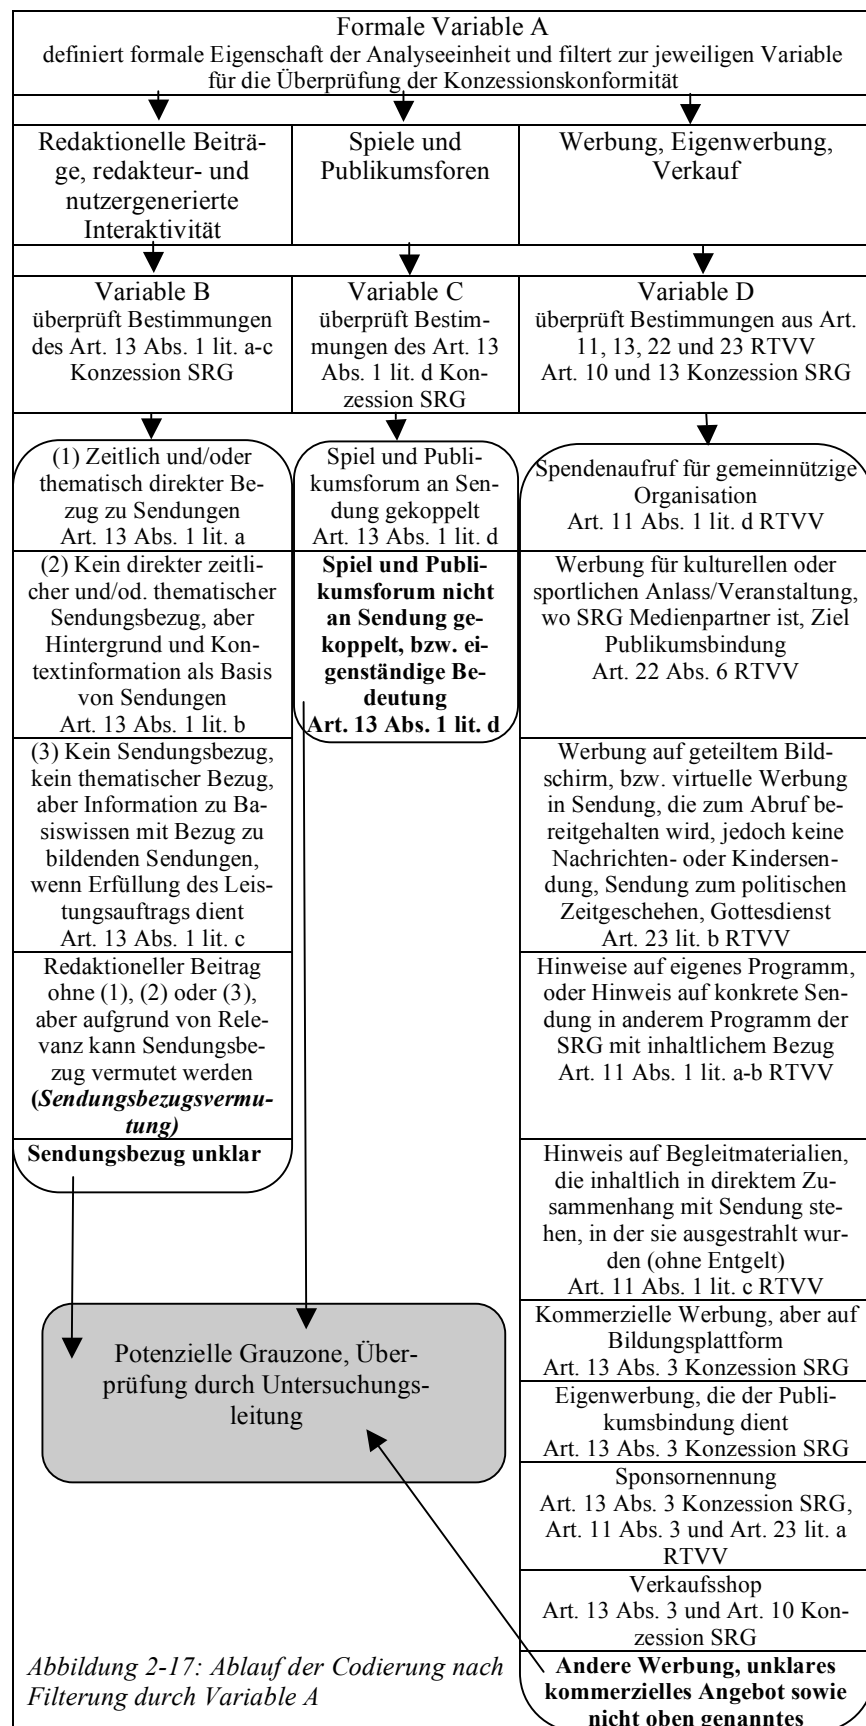 Formale Variable A
definiert formale Eigenschaft der Analyseeinheit und filtert zur jeweiligen Variable
für die Überprüfung der Konzessionskonformität
Redaktionelle Beiträ-
ge, redakteur- und
nutzergenerierte
Interaktivität
Spiele und
Publikumsforen
Werbung, Eigenwerbung,
Verkauf
Variable B
überprüft Bestimmungen
des Art. 13 Abs. 1 lit. a-c
Konzession SRG
Variable C
überprüft Bestim-
mungen des Art. 13
Abs. 1 lit. d Kon-
zession SRG
Variable D
überprüft Bestimmungen aus Art.
11, 13, 22 und 23 RTVV
Art. 10 und 13 Konzession SRG
(1) Zeitlich und/oder
thematisch direkter Be-
zug zu Sendungen
Art. 13 Abs. 1 lit. a
(2) Kein direkter zeitli-
cher und/od. thematischer
Sendungsbezug, aber
Hintergrund und Kon-
textinformation als Basis
von Sendungen
Art. 13 Abs. 1 lit. b
(3) Kein Sendungsbezug,
kein thematischer Bezug,
aber Information zu Ba-
siswissen mit Bezug zu
bildenden Sendungen,
wenn Erfüllung des Leis-
tungsauftrags dient
Art. 13 Abs. 1 lit. c
Redaktioneller Beitrag
ohne (1), (2) oder (3),
aber aufgrund von Rele-
vanz kann Sendungsbe-
zug vermutet werden
(Sendungsbezugsvermu-
tung)
Sendungsbezug unklar
Spiel und Publi-
kumsforum an Sen-
dung gekoppelt
Art. 13 Abs. 1 lit. d
Spiel und Publi-
kumsforum nicht
an Sendung ge-
koppelt, bzw. ei-
genständige Be-
deutung
Art. 13 Abs. 1 lit. d
Spendenaufruf für gemeinnützige
Organisation
Art. 11 Abs. 1 lit. d RTVV
Werbung für kulturellen oder
sportlichen Anlass/Veranstaltung,
wo SRG Medienpartner ist, Ziel
Publikumsbindung
Art. 22 Abs. 6 RTVV
Werbung auf geteiltem Bild-
schirm, bzw. virtuelle Werbung
in Sendung, die zum Abruf be-
reitgehalten wird, jedoch keine
Nachrichten- oder Kindersen-
dung, Sendung zum politischen
Zeitgeschehen, Gottesdienst
Art. 23 lit. b RTVV
Hinweise auf eigenes Programm,
oder Hinweis auf konkrete Sen-
dung in anderem Programm der
SRG mit inhaltlichem Bezug
Art. 11 Abs. 1 lit. a-b RTVV
Hinweis auf Begleitmaterialien,
die inhaltlich in direktem Zu-
sammenhang mit Sendung ste-
hen, in der sie ausgestrahlt wur-
den (ohne Entgelt)
Art. 11 Abs. 1 lit. c RTVV
Kommerzielle Werbung, aber auf
Bildungsplattform
Art. 13 Abs. 3 Konzession SRG
Eigenwerbung, die der Publi-
kumsbindung dient
Art. 13 Abs. 3 Konzession SRG
Sponsornennung
Art. 13 Abs. 3 Konzession SRG,
Art. 11 Abs. 3 und Art. 23 lit. a
RTVV
Verkaufsshop
Art. 13 Abs. 3 und Art. 10 Kon-
zession SRG
Andere Werbung, unklares
kommerzielles Angebot sowie
nicht oben genanntes
Potenzielle Grauzone, Über-
prüfung durch Untersuchungs-
leitung
Abbildung 2-17: Ablauf der Codierung nach
Filterung durch Variable A